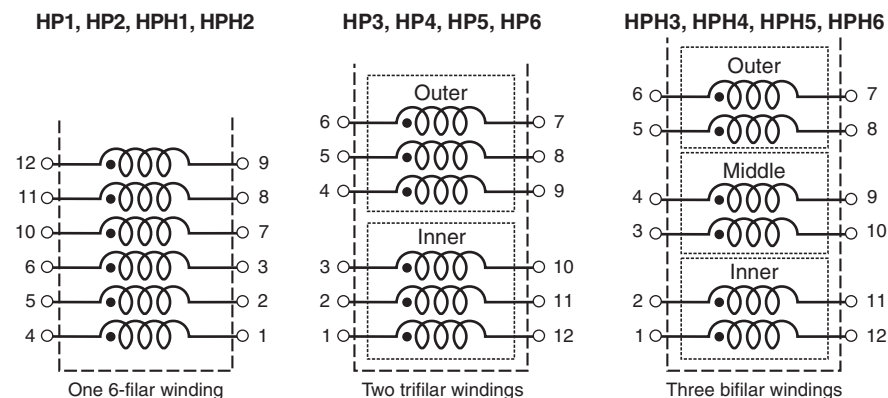 HP1, HP2, HPH1, HPH2
12 9
11 8
10 7
6 3
5 2
4 1
One 6-filar winding
HP3, HP4, HP5, HP6
Outer
6 7
5 8
4 9
Inner
3 10
2 11
1 12
Two trifilar windings
HPH3, HPH4, HPH5, HPH6
Outer
6 7
5 8
Middle
4 9
3 10
Inner
2 11
1 12
Three bifilar windings